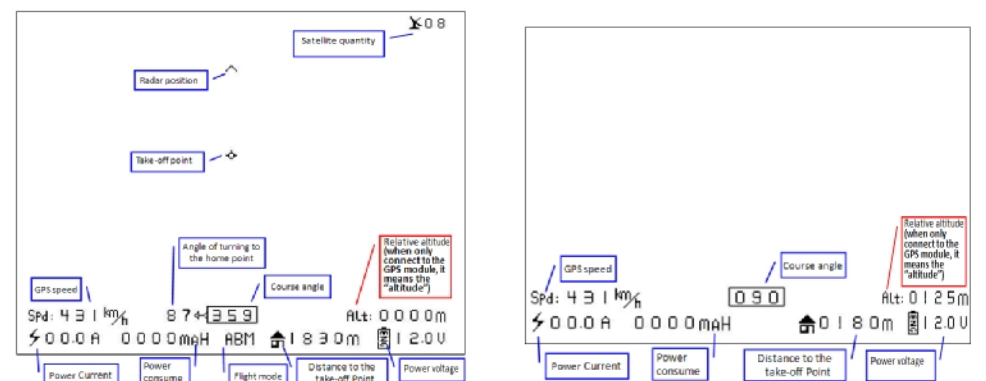 08
Satellite quantity
Radar position
Take-off point
Angle of turning to
the home point
Relative altitude
(when only
connect to the
GPS module, it
means the
"altitude")
GPS speed
Course angle
Spd: 431 km/h 87 359 Alt: 0000m
00.0A 0000mAH ABM 1830m 12.0V
Power Current
Power
consume
Flight mode
Distance to the
take-off Point
Power voltage
Relative altitude
(when only
connect to the
GPS module, it
means the
"altitude")
GPS speed
Course angle
Spd: 431 km/h 090 Alt: 0125m
00.0A 0000mAH 0180m 12.0V
Power Current
Power
consume
Distance to the
take-off Point
Power voltage